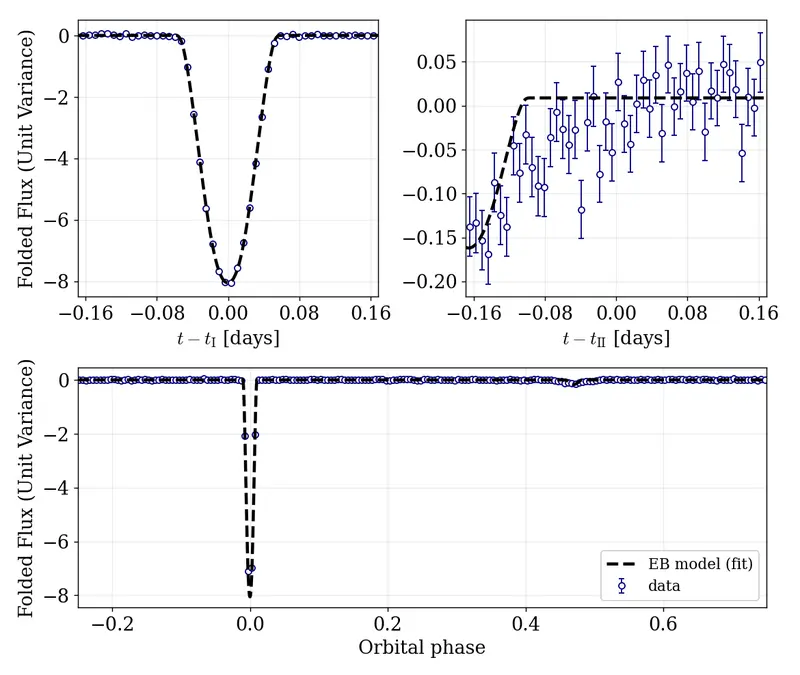 Folded Flux (Unit Variance)
0
−2
−4
−6
−8
−0.16 −0.08 0.00 0.08 0.16
t − tI [days]
0.05
0.00
−0.05
−0.10
−0.15
−0.20
−0.16 −0.08 0.00 0.08 0.16
t − tII [days]
Folded Flux (Unit Variance)
0
−2
−4
−6
−8
−0.2 0.0 0.2 0.4 0.6
Orbital phase
EB model (fit)
data